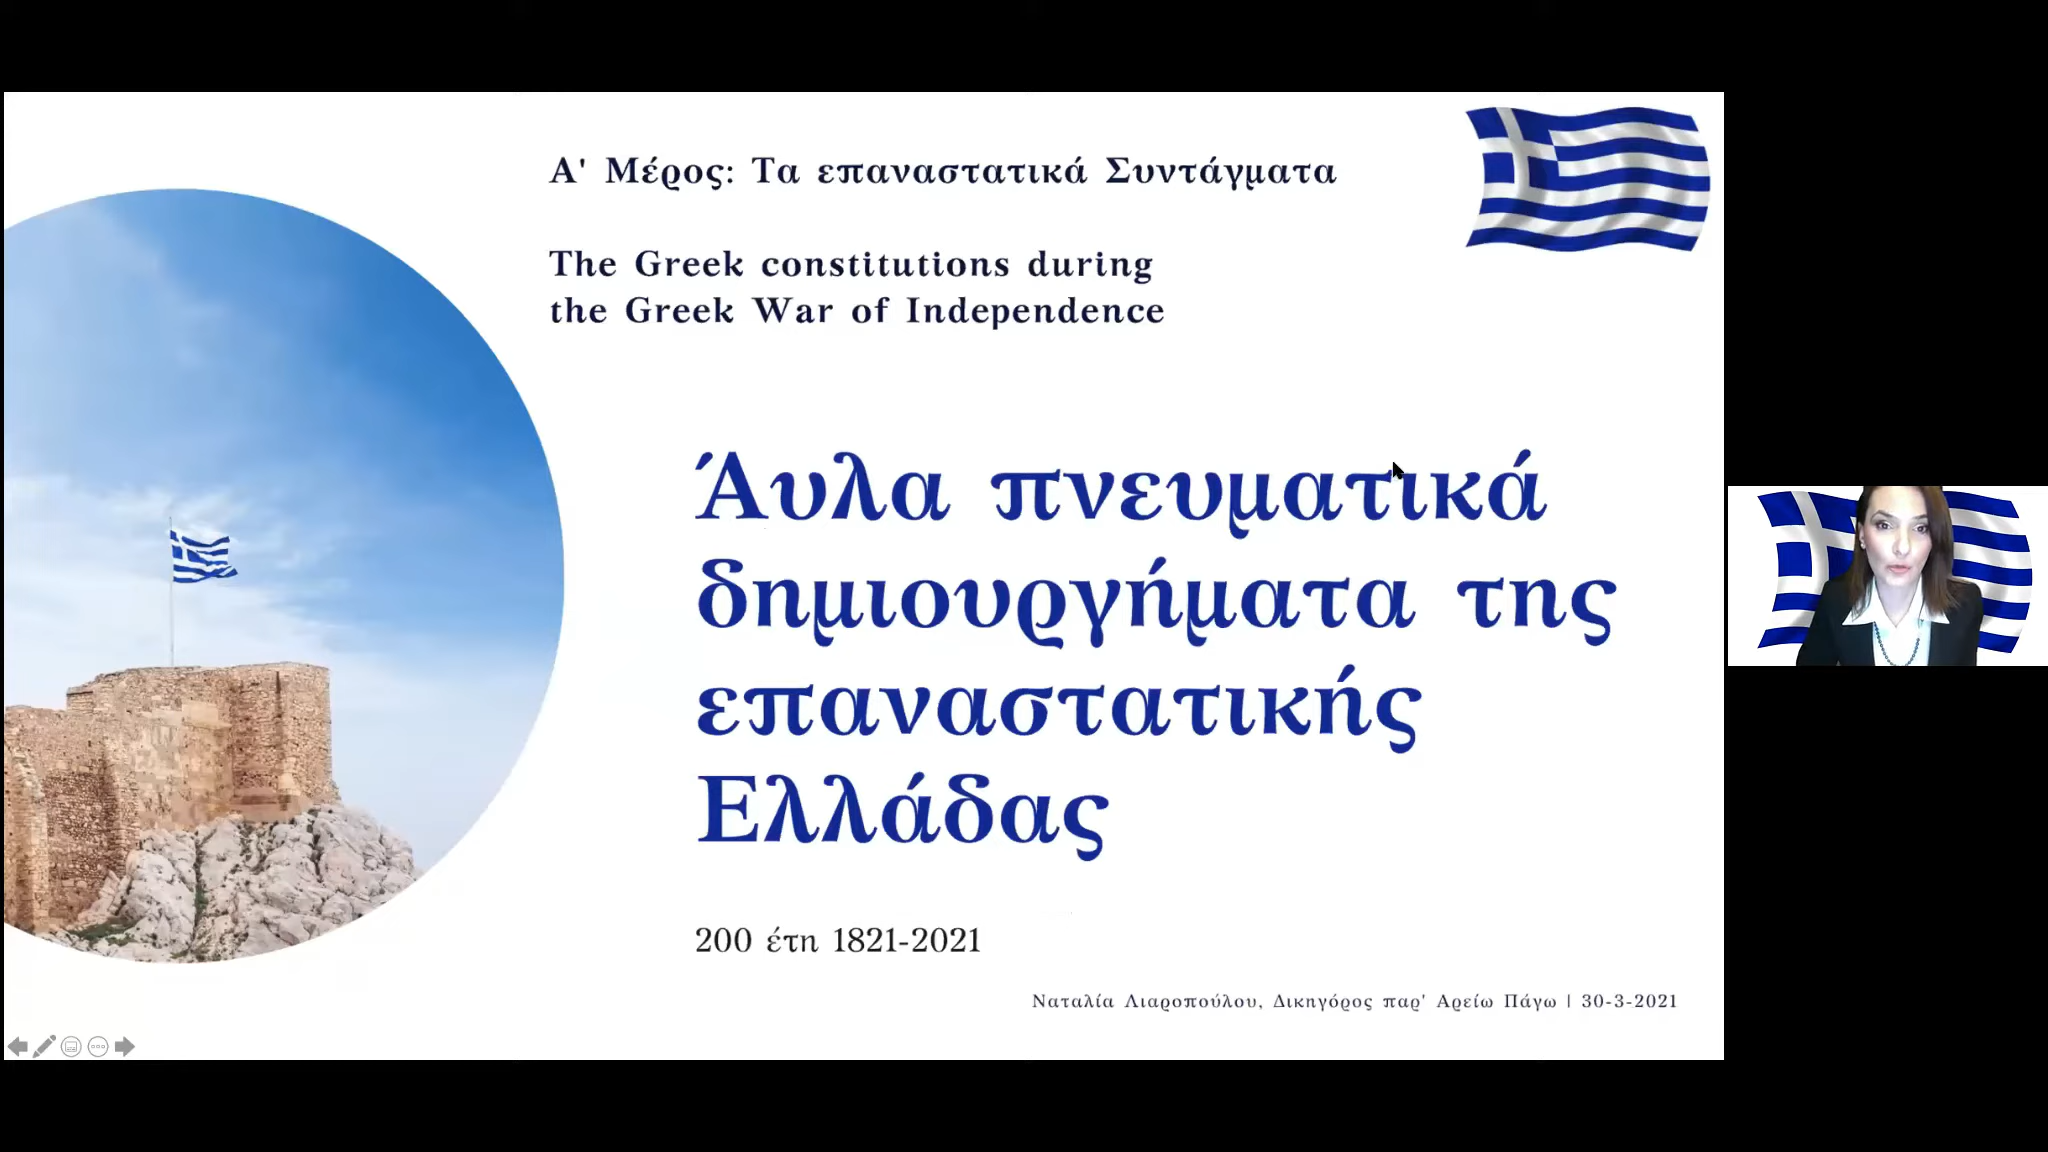 Α' Μέρος: Τα επαναστατικά Συντάγματα
The Greek constitutions during
the Greek War of Independence
Άυλα πνευματικά
δημιουργήματα της
επαναστατικής
Ελλάδας
200 έτη 1821-2021
Ναταλία Λιαροπούλου, Δικηγόρος παρ' Αρείω Πάγω | 30-3-2021